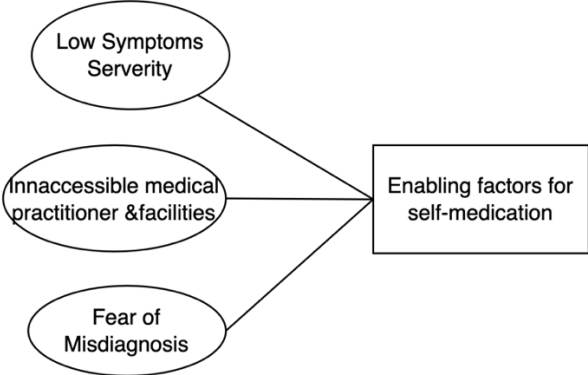 Low Symptoms
Serverity
Innaccessible medical
practitioner &facilities
Enabling factors for
self-medication
Fear of
Misdiagnosis